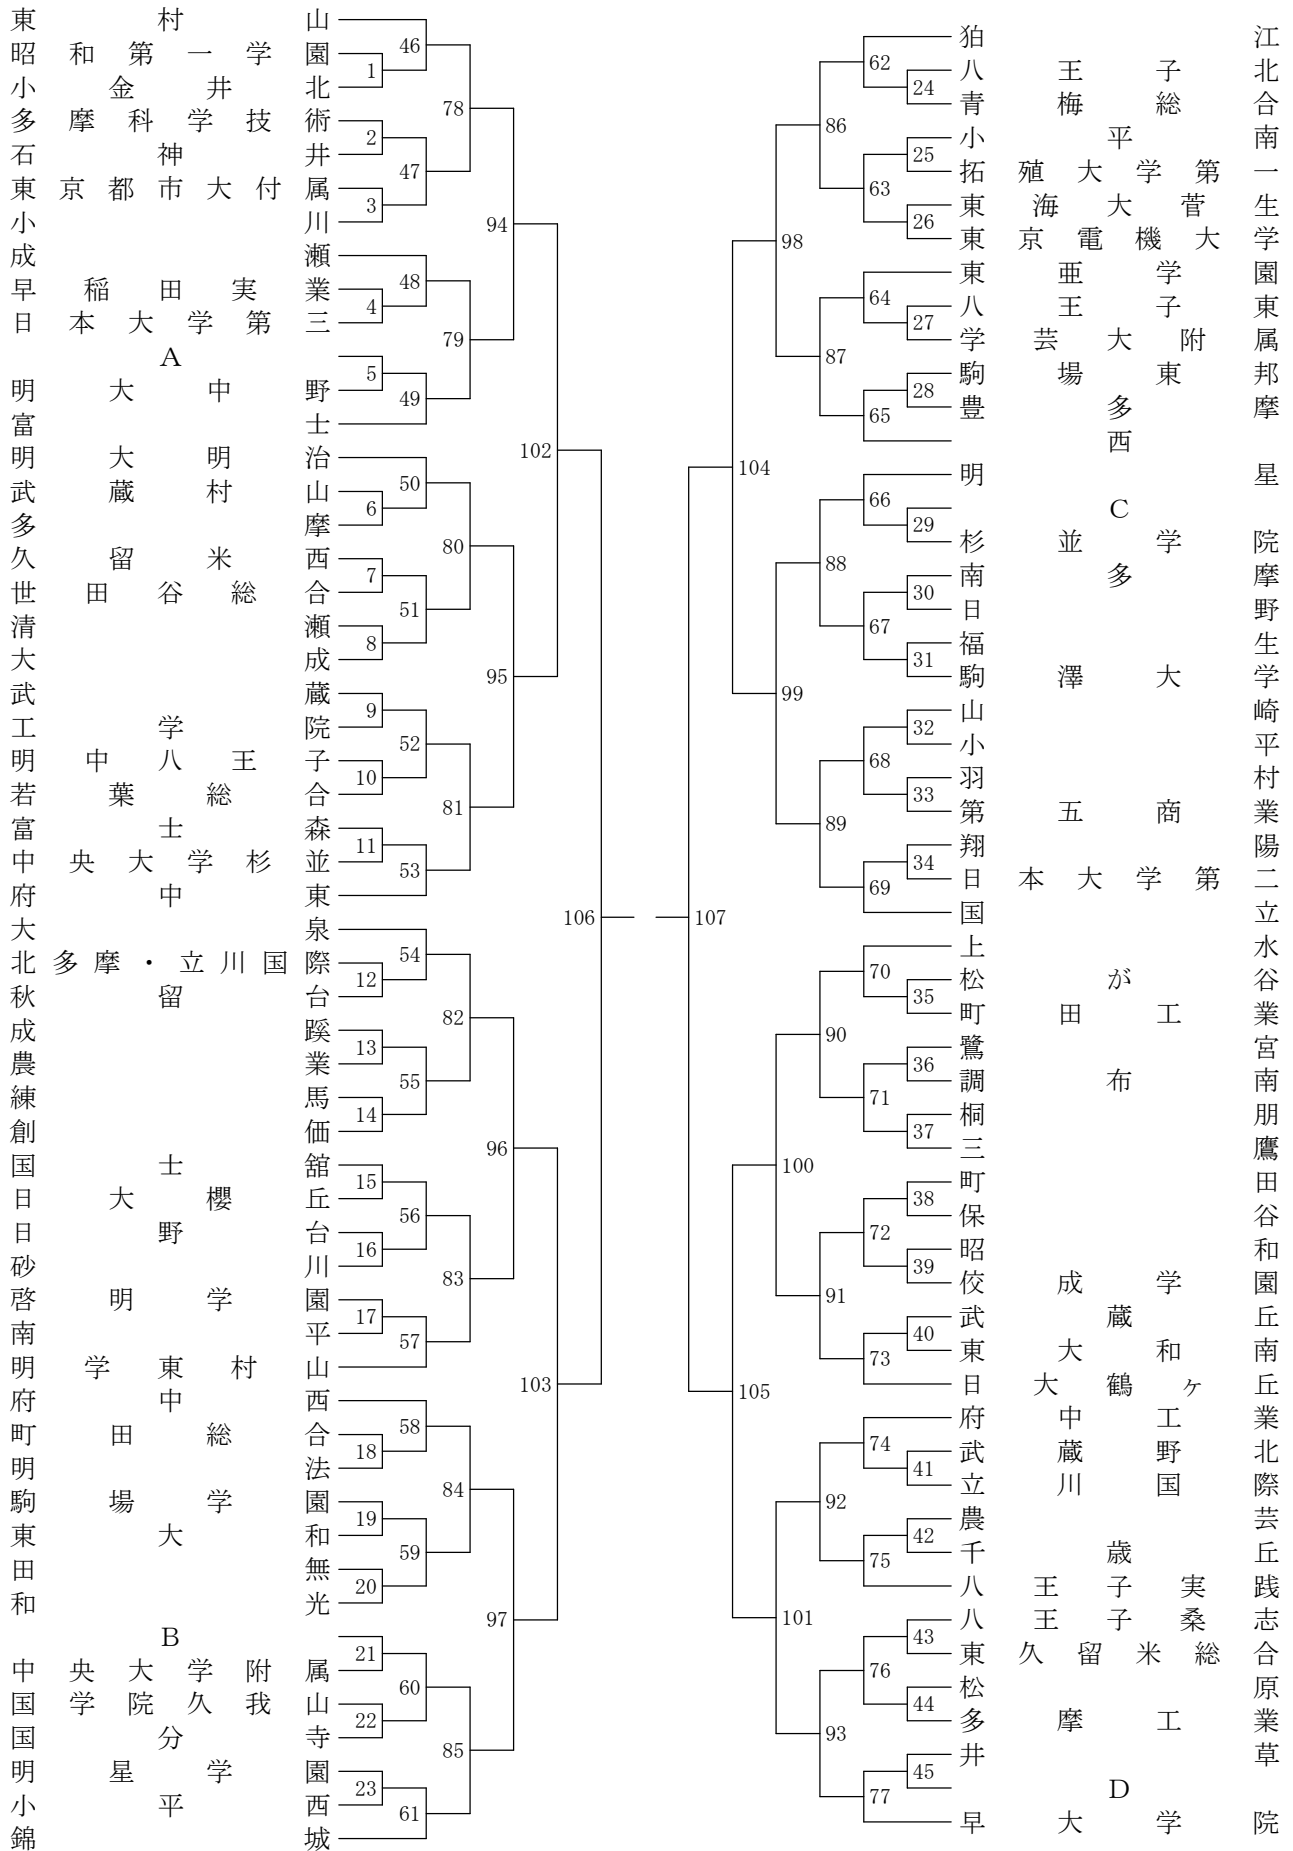 東村山
昭和第一学園
小金井北
多摩科学技術
石神井
東京都市大付属
小川
成瀬
早稲田実業
日本大学第三
A
明大中野
富士
明大明治
武蔵村山
多摩
久留米西
世田谷総合
清瀬
大成
武蔵
工学院
明中八王子
若葉総合
富士森
中央大学杉並
府中東
大泉
北多摩・立川国際
秋留台
成蹊
農業
練馬
創価
国士舘
日大櫻丘
日野台
砂川
啓明学園
南平
明学東村山
府中西
町田総合
明法
駒場学園
東大和
田無
和光
B
中央大学附属
国学院久我山
国分寺
明星学園
小平西
錦城
1
2
3
4
5
6
7
8
9
10
11
12
13
14
15
16
17
18
19
20
21
22
23
46
47
48
49
50
51
52
53
54
55
56
57
58
59
60
61
78
79
80
81
82
83
84
85
94
95
96
97
102
103
106
107
104
105
98
99
100
101
86
87
88
89
90
91
92
93
62
63
64
65
66
67
68
69
70
71
72
73
74
75
76
77
24
25
26
27
28
29
30
31
32
33
34
35
36
37
38
39
40
41
42
43
44
45
狛江
八王子北
青梅総合
小平南
拓殖大学第一
東海大菅生
東京電機大学
東亜学園
八王子東
学芸大附属
駒場東邦
豊多摩
西
明星
C
杉並学院
南多摩
日野
福生
駒澤大学
山崎
小平
羽村
第五商業
翔陽
日本大学第二
国立
上水
松が谷
町田工業
鷺宮
調布南
桐朋
三鷹
町田
保谷
昭和
佼成学園
武蔵丘
東大和南
日大鶴ヶ丘
府中工業
武蔵野北
立川国際
農芸
千歳丘
八王子実践
八王子桑志
東久留米総合
松原
多摩工業
井草
D
早大学院